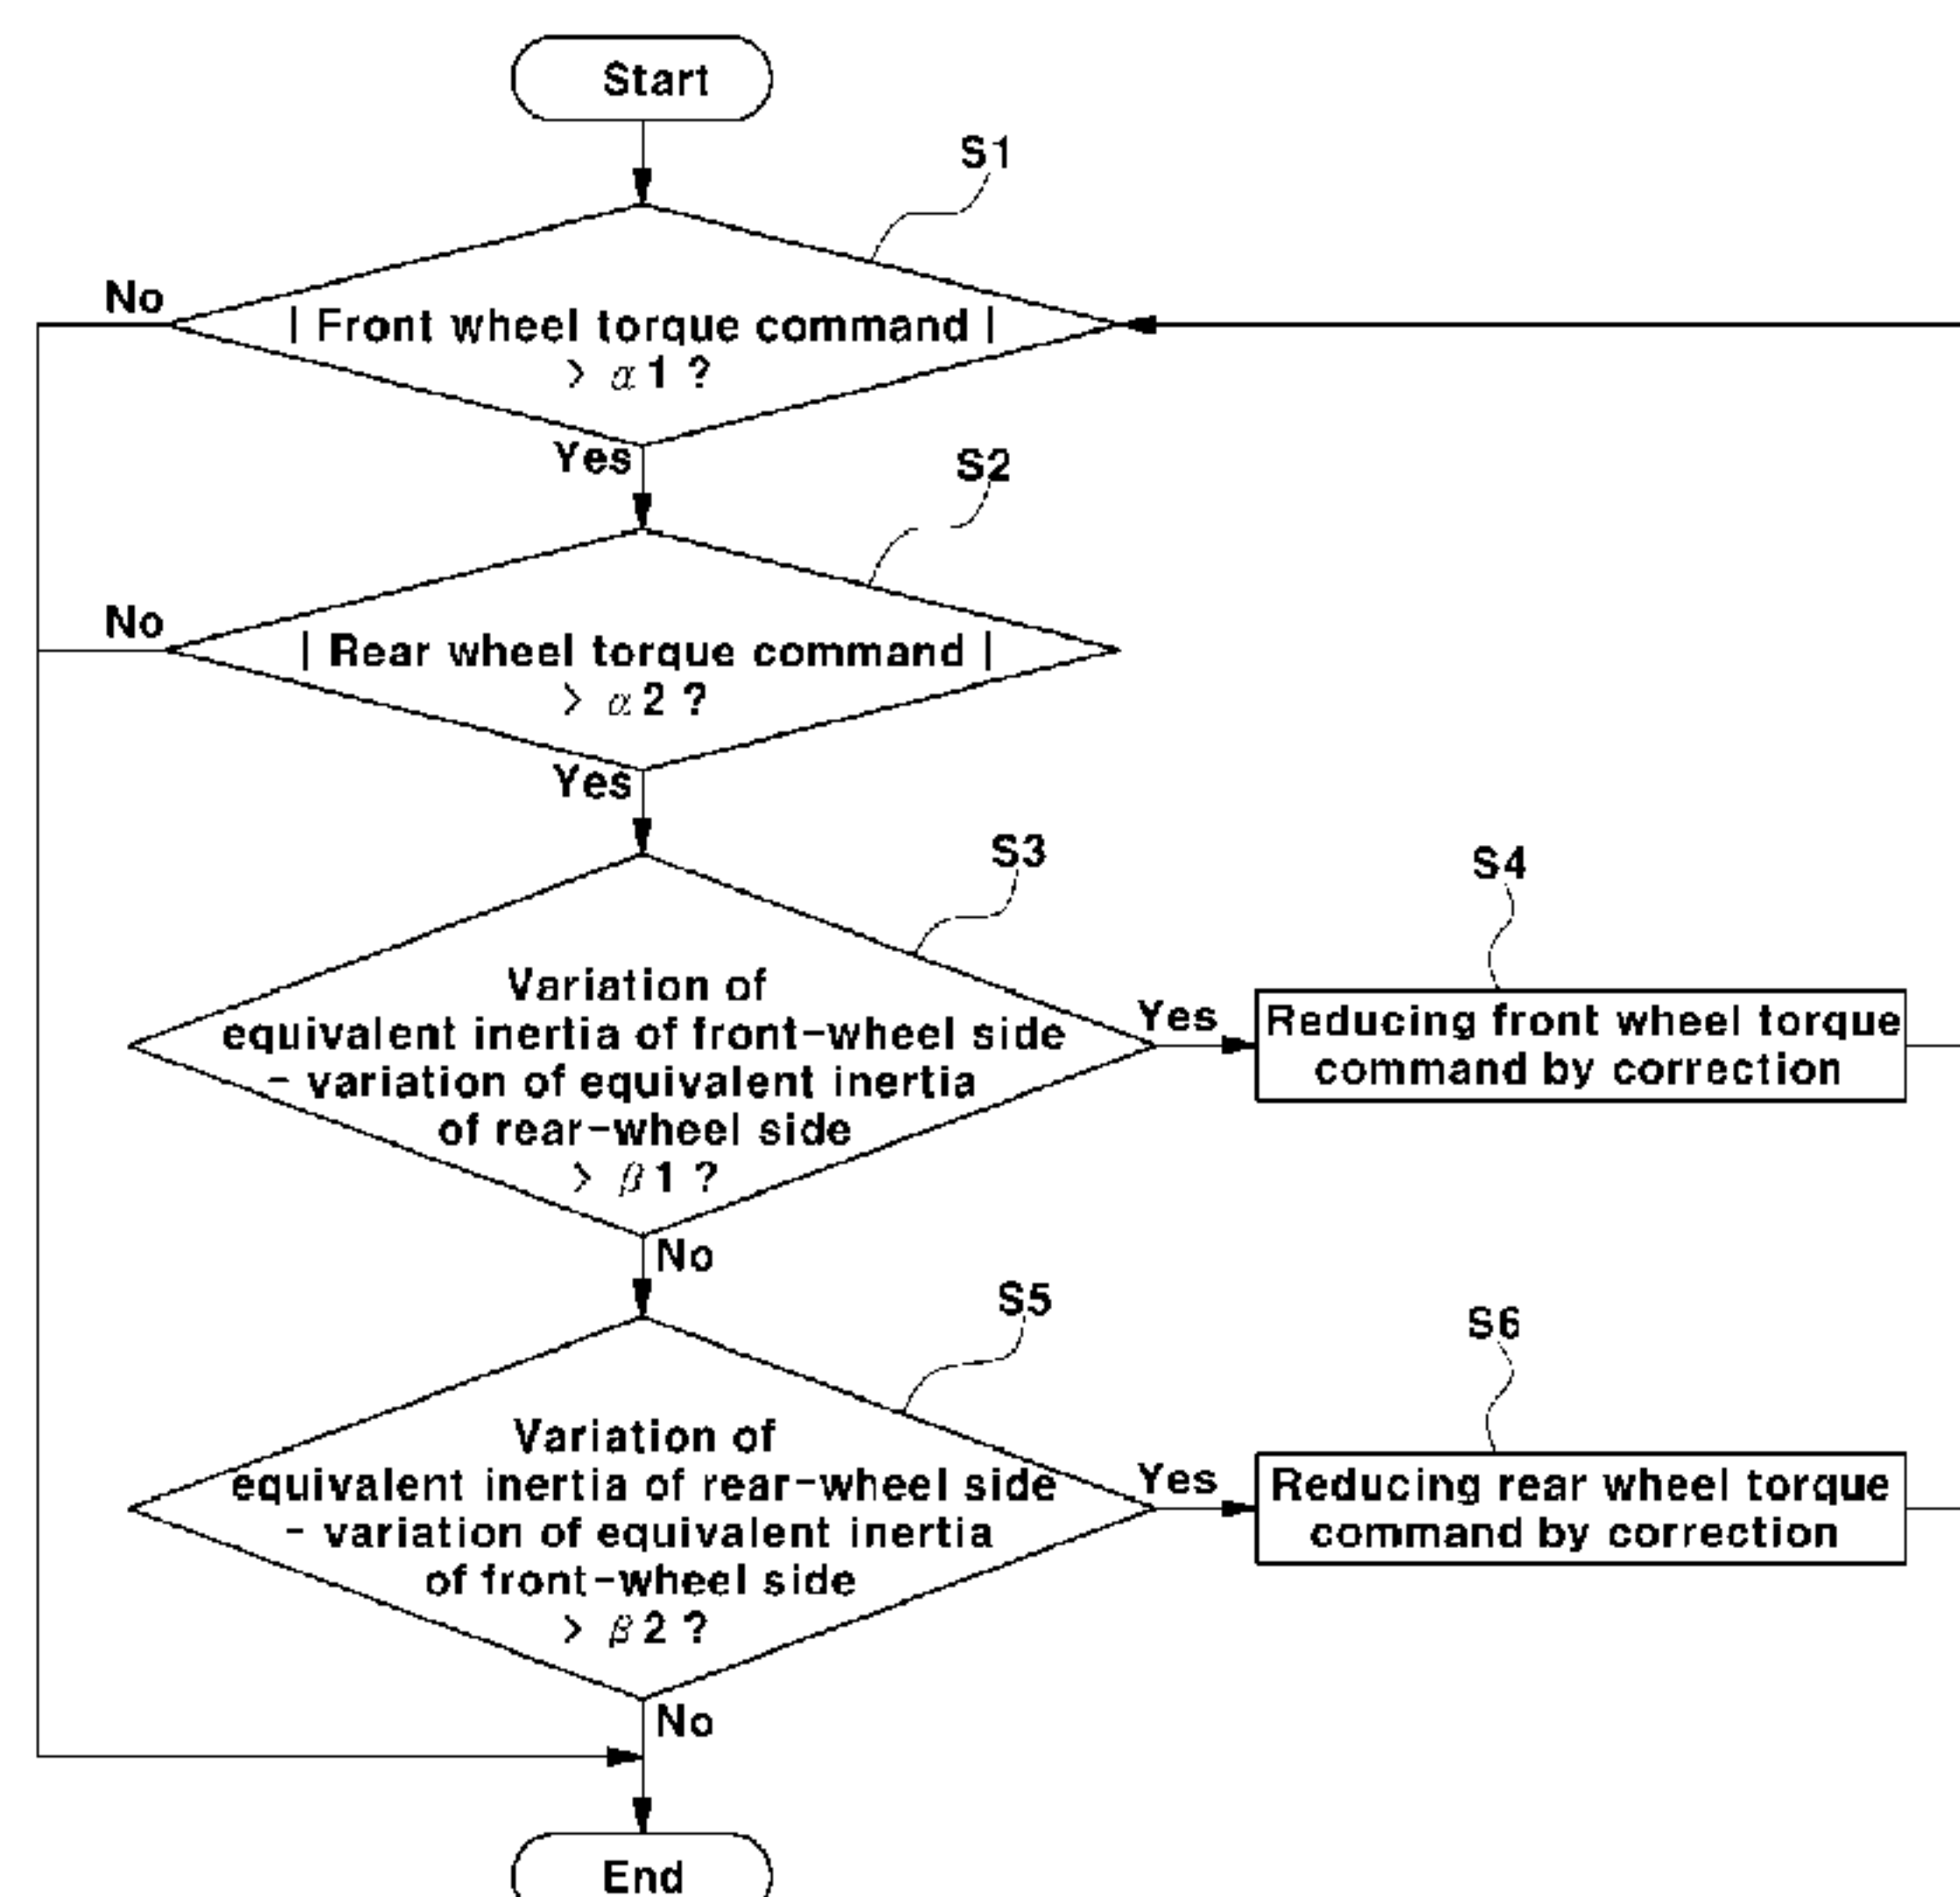 Start
S1
No
| Front wheel torque command |
> α1 ?
Yes
S2
No
| Rear wheel torque command |
> α2 ?
Yes
S3
S4
Variation of
equivalent inertia of front-wheel side
- variation of equivalent inertia
of rear-wheel side
> β1 ?
Yes
Reducing front wheel torque
command by correction
No
S5
S6
Variation of
equivalent inertia of rear-wheel side
- variation of equivalent inertia
of front-wheel side
> β2 ?
Yes
Reducing rear wheel torque
command by correction
No
End